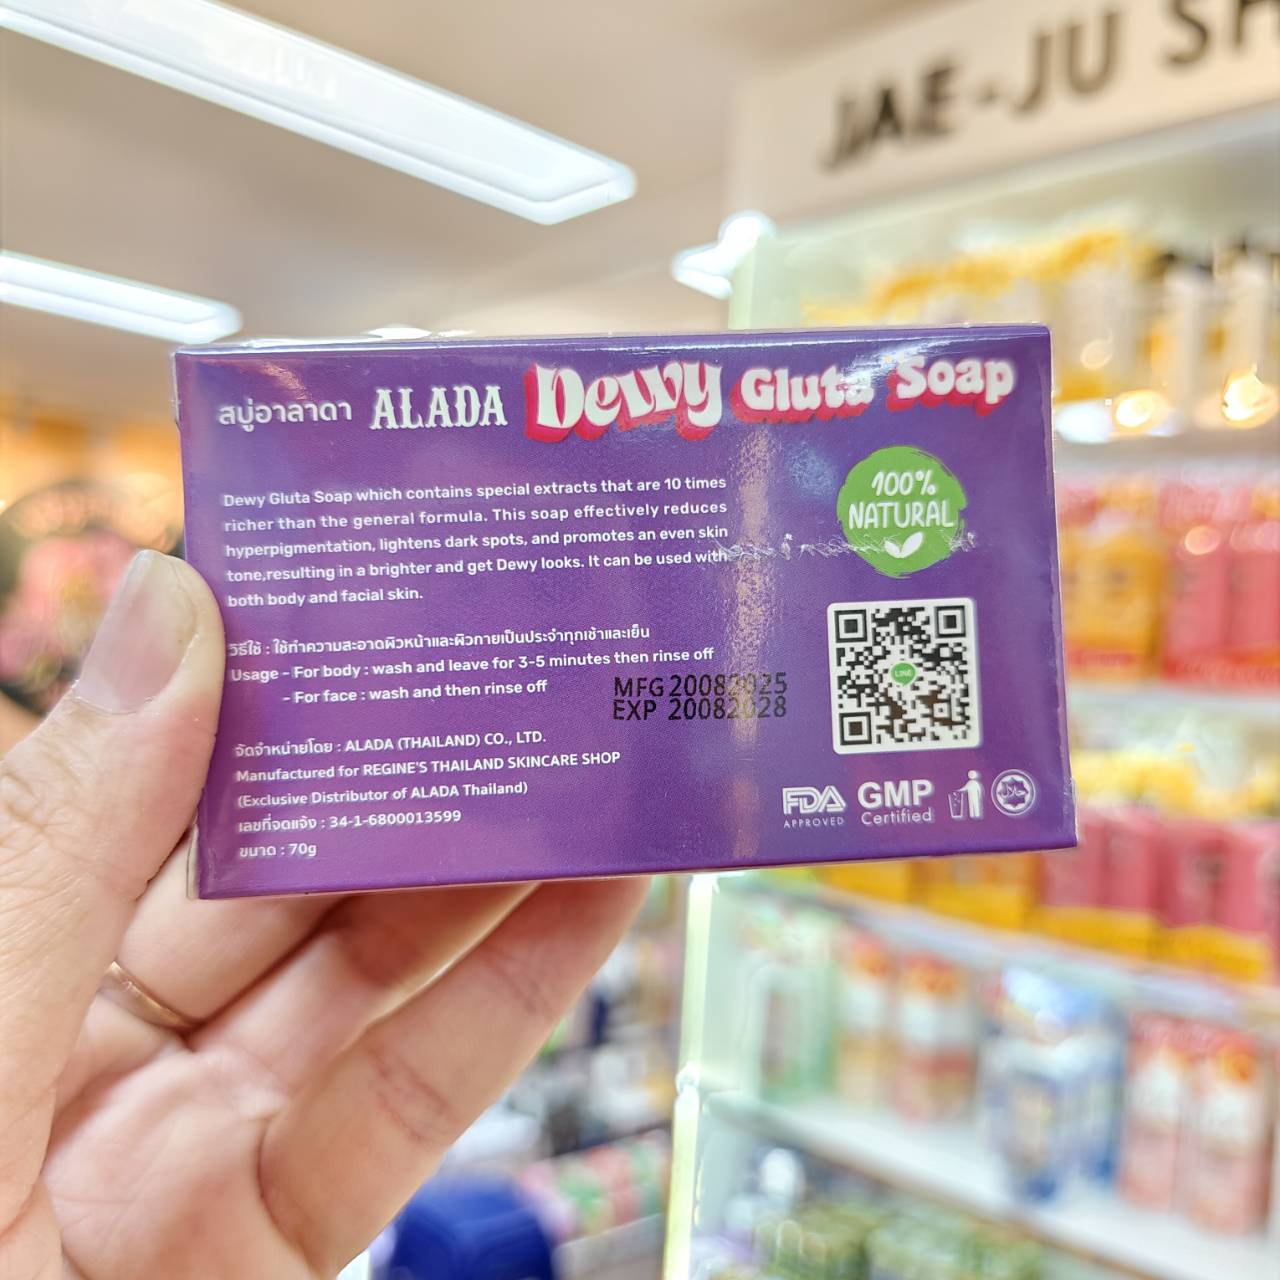 JAE-JU SH
สบู่อาลาดา ALADA Dewy Gluta Soap
Dewy Gluta Soap which contains special extracts that are 10 times
richer than the general formula. This soap effectively reduces
hyperpigmentation, lightens dark spots, and promotes an even skin
tone,resulting in a brighter and get Dewy looks. It can be used with
both body and facial skin.
100%
NATURAL
วิธีใช้ : ใช้ทำความสะอาดผิวหน้าและผิวกายเป็นประจำทุกเช้าและเย็น
Usage - For body : wash and leave for 3-5 minutes then rinse off
- For face : wash and then rinse off
MFG 20082025
EXP 20082028
LINE
จัดจำหน่ายโดย : ALADA (THAILAND) CO., LTD.
Manufactured for REGINE'S THAILAND SKINCARE SHOP
(Exclusive Distributor of ALADA Thailand)
เลขที่จดแจ้ง : 34-1-6800013599
ขนาด : 70g
FDA
APPROVED
GMP
Certified
حلال